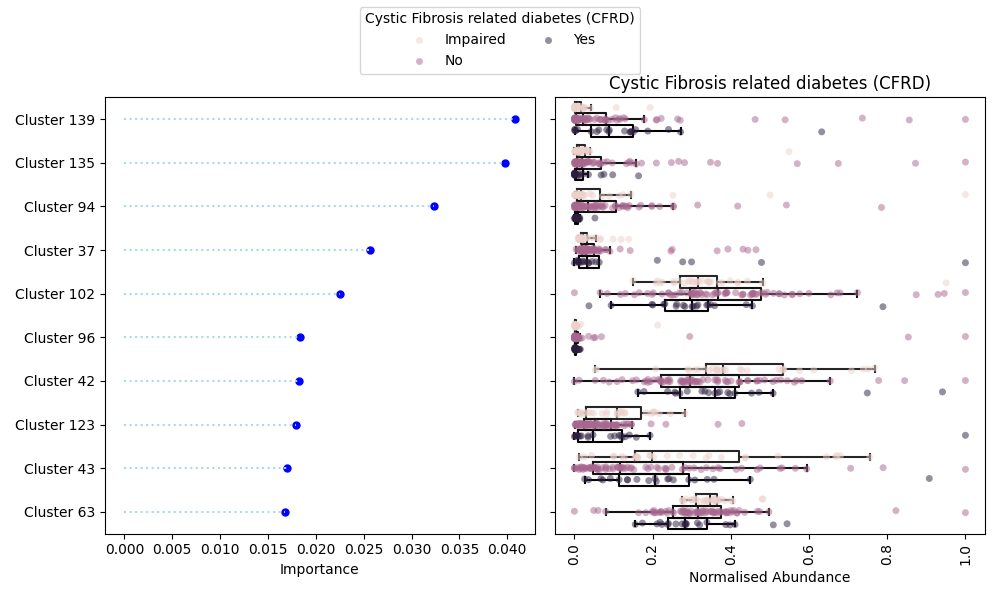 Cystic Fibrosis related diabetes (CFRD)
Impaired
Yes
No
Cystic Fibrosis related diabetes (CFRD)
Cluster 139
Cluster 135
Cluster 94
Cluster 37
Cluster 102
Cluster 96
Cluster 42
Cluster 123
Cluster 43
Cluster 63
0.000 0.005 0.010 0.015 0.020 0.025 0.030 0.035 0.040
Importance
0.0 0.2 0.4 0.6 0.8 1.0
Normalised Abundance